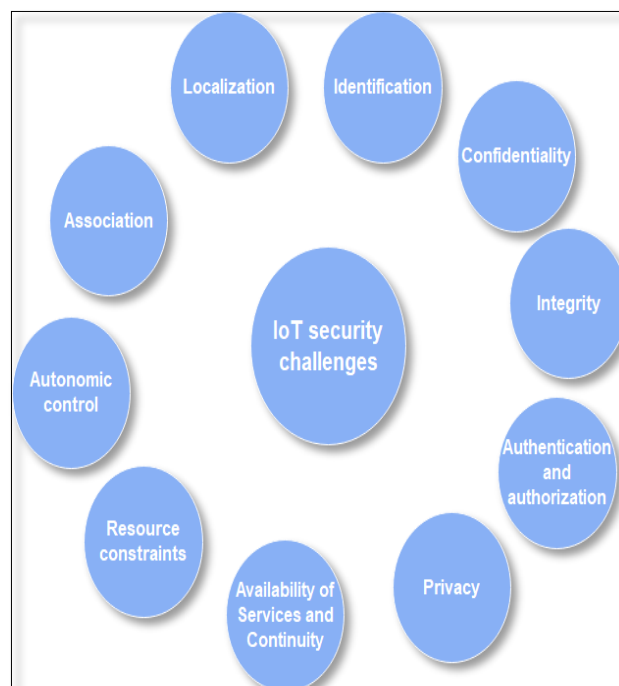 Localization
Identification
Confidentiality
Association
Integrity
IoT security
challenges
Autonomic
control
Authentication
and
authorization
Resource
constraints
Privacy
Availability of
Services and
Continuity